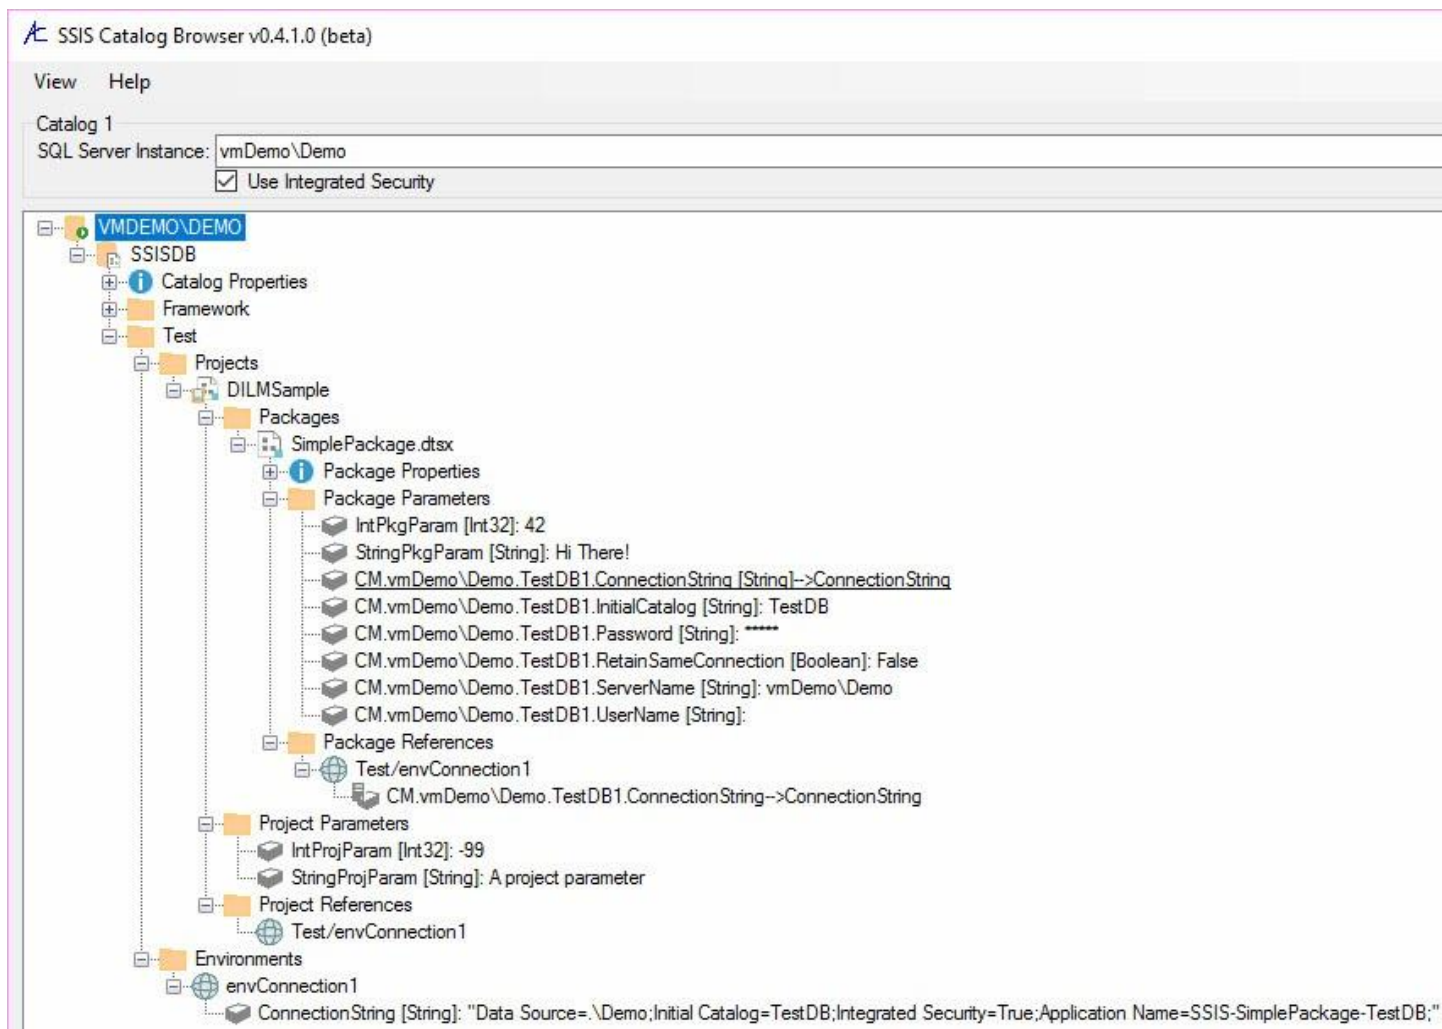 SSIS Catalog Browser v0.4.1.0 (beta)
View Help
Catalog 1
SQL Server Instance: vmDemo\Demo
Use Integrated Security
VMDEMO\DEMO
SSISDB
Catalog Properties
Framework
Test
Projects
DILMSample
Packages
SimplePackage.dtsx
Package Properties
Package Parameters
IntPkgParam [Int32]: 42
StringPkgParam [String]: Hi There!
CM.vmDemo\Demo.TestDB1.ConnectionString [String]-->ConnectionString
CM.vmDemo\Demo.TestDB1.InitialCatalog [String]: TestDB
CM.vmDemo\Demo.TestDB1.Password [String]: *****
CM.vmDemo\Demo.TestDB1.RetainSameConnection [Boolean]: False
CM.vmDemo\Demo.TestDB1.ServerName [String]: vmDemo\Demo
CM.vmDemo\Demo.TestDB1.UserName [String]:
Package References
Test/envConnection1
CM.vmDemo\Demo.TestDB1.ConnectionString-->ConnectionString
Project Parameters
IntProjParam [Int32]: -99
StringProjParam [String]: A project parameter
Project References
Test/envConnection1
Environments
envConnection1
ConnectionString [String]: "Data Source=.\Demo;Initial Catalog=TestDB;Integrated Security=True;Application Name=SSIS-SimplePackage-TestDB;"